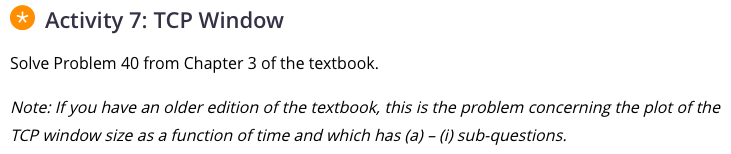 Activity 7: TCP Window
Solve Problem 40 from Chapter 3 of the textbook.
Note: If you have an older edition of the textbook, this is the problem concerning the plot of the
TCP window size as a function of time and which has (a) – (i) sub-questions.